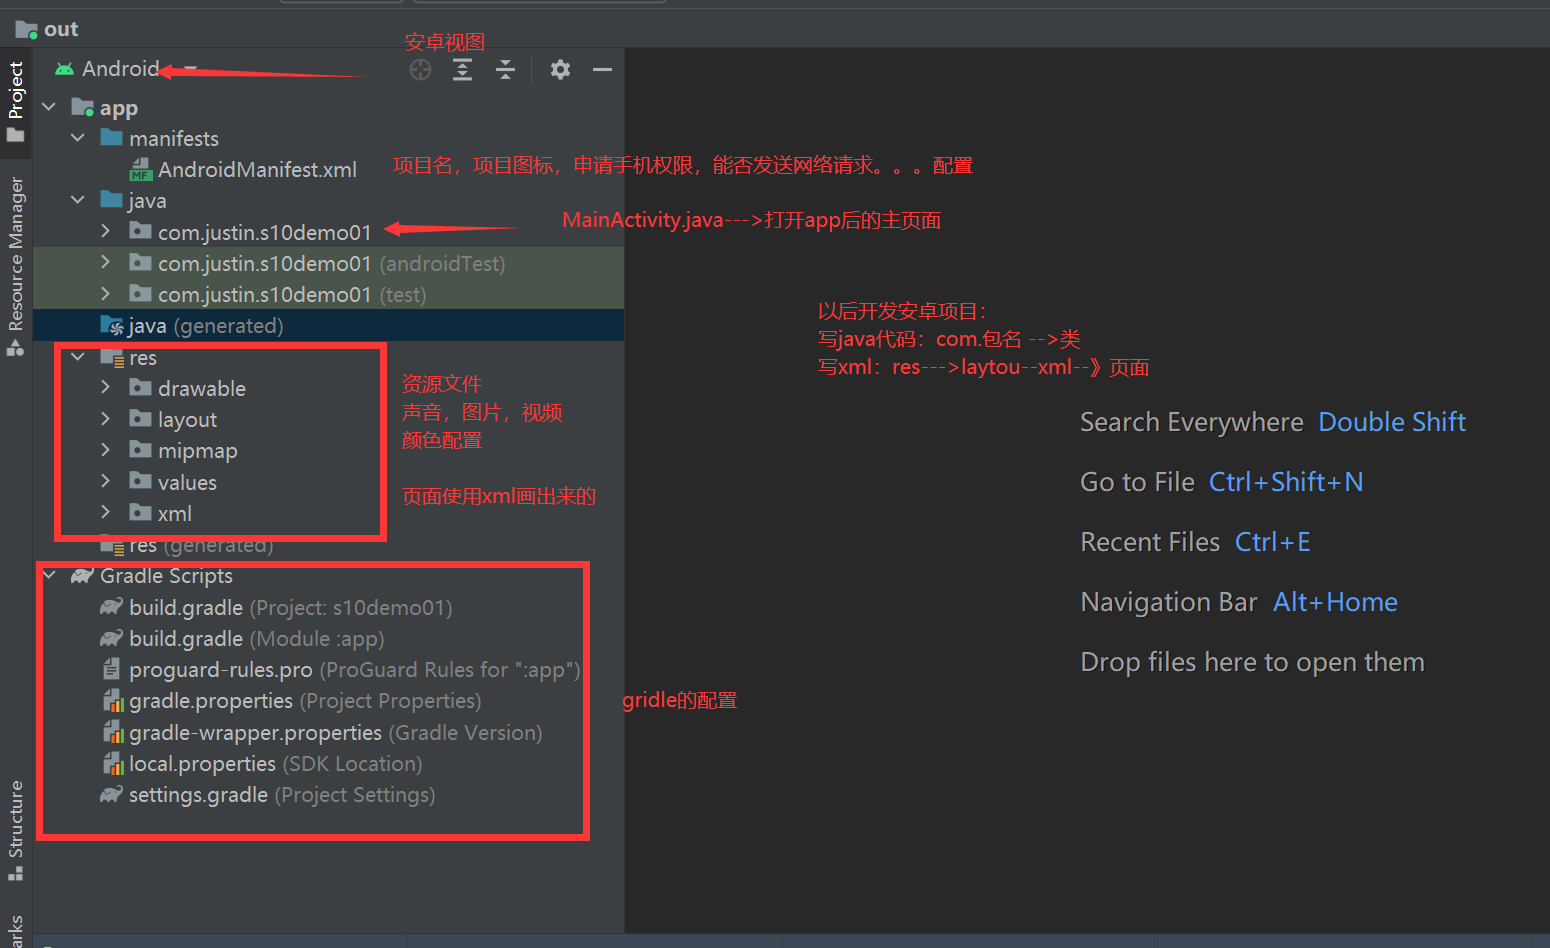 out
安卓视图
Project
Android
app
manifests
AndroidManifest.xml
项目名，项目图标，申请手机权限，能否发送网络请求。。。配置
java
Resource Manager
com.justin.s10demo01
MainActivity.java--->打开app后的主页面
com.justin.s10demo01 (androidTest)
com.justin.s10demo01 (test)
java (generated)
以后开发安卓项目：
写java代码：com.包名 -->类
写xml：res--->laytou--xml--》页面
res
drawable
layout
mipmap
values
xml
资源文件
声音，图片，视频
颜色配置
页面使用xml画出来的
res (generated)
Search Everywhere Double Shift
Go to File Ctrl+Shift+N
Recent Files Ctrl+E
Navigation Bar Alt+Home
Drop files here to open them
Gradle Scripts
build.gradle (Project: s10demo01)
build.gradle (Module :app)
proguard-rules.pro (ProGuard Rules for ":app")
gradle.properties (Project Properties)
gradle-wrapper.properties (Gradle Version)
local.properties (SDK Location)
settings.gradle (Project Settings)
gridle的配置
Structure
arks